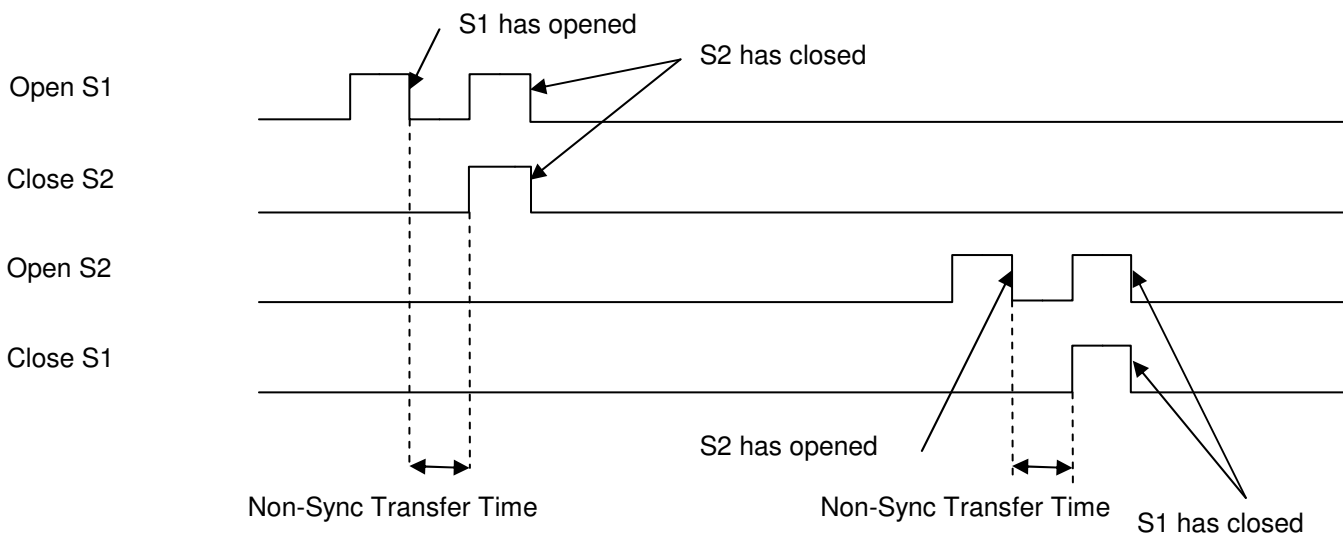 S1 has opened
S2 has closed
Open S1
Close S2
Open S2
Close S1
S2 has opened
Non-Sync Transfer Time
Non-Sync Transfer Time
S1 has closed